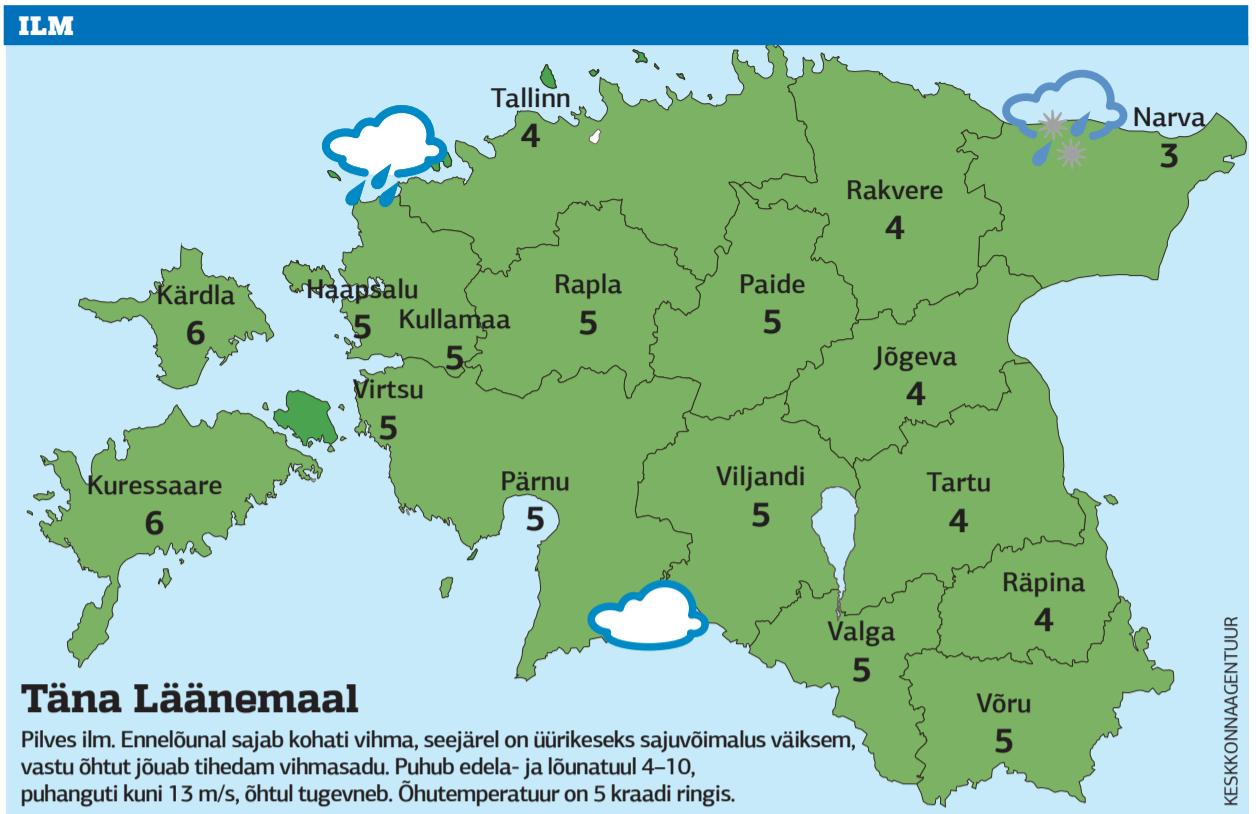 ILM
Tallinn
4
Narva
3
Rakvere
4
Kärdla
6
Haapsalu
5
Kullamaa
5
Rapla
5
Paide
5
Jõgeva
4
Virtsu
5
Kuressaare
6
Pärnu
5
Viljandi
5
Tartu
4
Räpina
4
Valga
5
Võru
5
Täna Läänemaal
Pilves ilm. Ennelõunal sajab kohati vihma, seejärel on üürikeseks sajuvõimalus väiksem,
vastu õhtut jõuab tihedam vihmasadu. Puhub edela- ja lõunatuul 4–10,
puhanguti kuni 13 m/s, õhtul tugevneb. Õhutemperatuur on 5 kraadi ringis.
KESKKONNAAGENTUUR